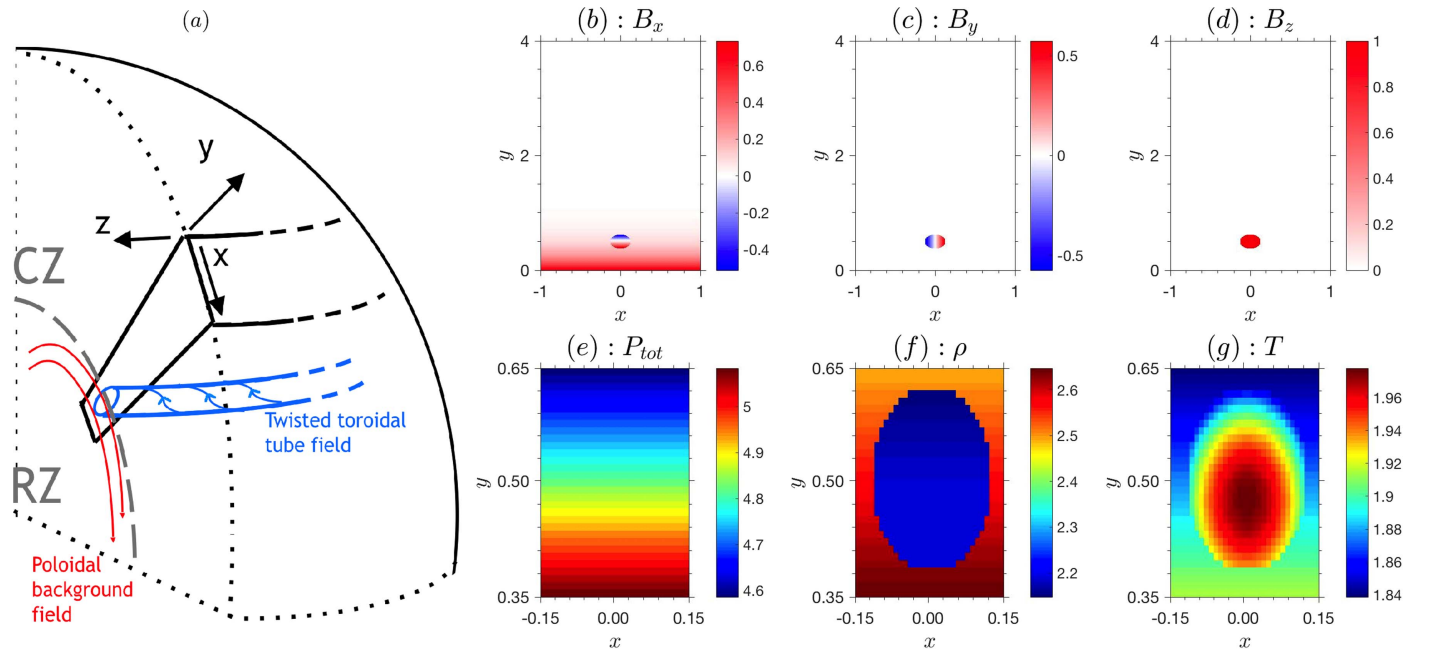 (a)
y
z
x
CZ
RZ
Twisted toroidal
tube field
Poloidal
background
field
(b) : Bx
4
2
0
y
-1
0
1
x
0.6
0.4
0.2
0
-0.2
-0.4
(c) : By
4
2
0
y
-1
0
1
x
0.5
0
-0.5
(d) : Bz
4
2
0
y
-1
0
1
x
1
0.8
0.6
0.4
0.2
0
(e) : Ptot
0.65
0.50
0.35
y
-0.15
0.00
0.15
x
5
4.9
4.8
4.7
4.6
(f) : ρ
0.65
0.50
0.35
y
-0.15
0.00
0.15
x
2.6
2.5
2.4
2.3
2.2
(g) : T
0.65
0.50
0.35
y
-0.15
0.00
0.15
x
1.96
1.94
1.92
1.9
1.88
1.86
1.84